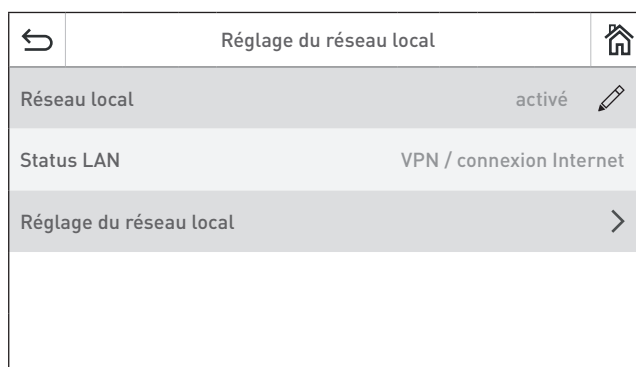 Réglage du réseau local
Réseau local activé
Status LAN VPN / connexion Internet
Réglage du réseau local